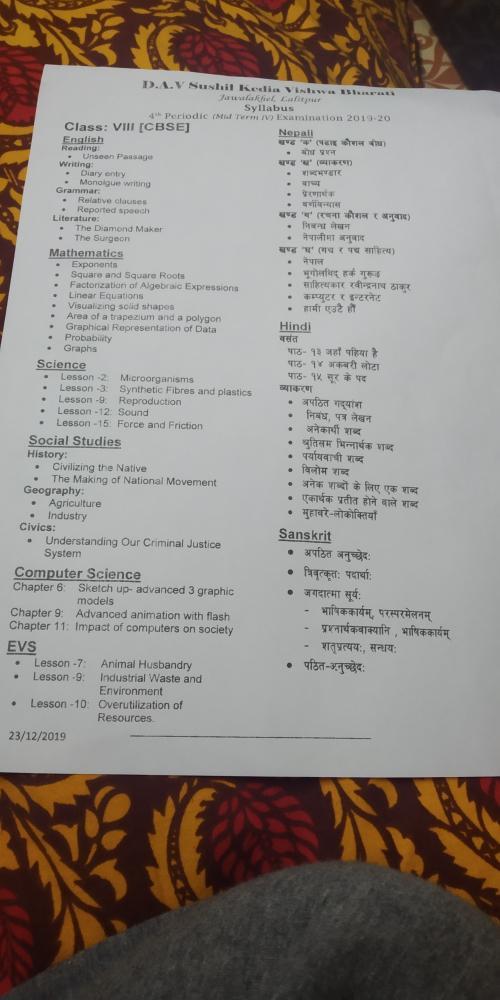 D.A.V Sushil Kedia Vishwa Bharati
Jawalakhel, Lalitpur
Syllabus
4th Periodic (Mid Term IV) Examination 2019-20
Class: VIII [CBSE]
English
Reading:
• Unseen Passage
Writing:
• Diary entry
• Monolgue writing
Grammar:
• Relative clauses
• Reported speech
Literature:
• The Diamond Maker
• The Surgeon
Mathematics
• Exponents
• Square and Square Roots
• Factorization of Algebraic Expressions
• Linear Equations
• Visualizing solid shapes
• Area of a trapezium and a polygon
• Graphical Representation of Data
• Probability
• Graphs
Science
• Lesson -2: Microorganisms
• Lesson -3: Synthetic Fibres and plastics
• Lesson -9: Reproduction
• Lesson -12: Sound
• Lesson -15: Force and Friction
Social Studies
History:
• Civilizing the Native
• The Making of National Movement
Geography:
• Agriculture
• Industry
Civics:
• Understanding Our Criminal Justice
System
Computer Science
Chapter 6: Sketch up- advanced 3 graphic
models
Chapter 9: Advanced animation with flash
Chapter 11: Impact of computers on society
EVS
• Lesson -7: Animal Husbandry
• Lesson -9: Industrial Waste and
Environment
• Lesson -10: Overutilization of
Resources.
23/12/2019
Nepali
खण्ड 'क' (पढाइ कौशल बोध)
• बोध प्रश्न
खण्ड 'ख' (व्याकरण)
• शब्दभण्डार
• वाच्य
• प्रेरणार्थक
• वर्णविन्यास
खण्ड 'ग' (रचना कौशल र अनुवाद)
• निबन्ध लेखन
• नेपालीमा अनुवाद
खण्ड 'घ' (गद्य र पद्य साहित्य)
• नेपाल
• भूगोलविद् हर्क गुरूङ
• साहित्यकार रवीन्द्रनाथ ठाकुर
• कम्प्युटर र इन्टरनेट
• हामी एउटै हौं
Hindi
वसंत
पाठ- १३ जहाँ पहिया है
पाठ- १४ अकबरी लोटा
पाठ- १५ सूर के पद
व्याकरण
• अपठित गद्यांश
• निबंध, पत्र लेखन
• अनेकार्थी शब्द
• श्रुतिसम भिन्नार्थक शब्द
• पर्यायवाची शब्द
• विलोम शब्द
• अनेक शब्दों के लिए एक शब्द
• एकार्थक प्रतीत होने वाले शब्द
• मुहावरे-लोकोक्तियाँ
Sanskrit
• अपठित अनुच्छेद:
• त्रिवृत्कृत: पदार्था:
• जगदात्मा सूर्य:
- भाषिककार्यम्, परस्परमेलनम्
- प्रश्नार्थकवाक्यानि , भाषिककार्यम्
- शतृप्रत्यय:, सन्धय:
• पठित-अनुच्छेद: